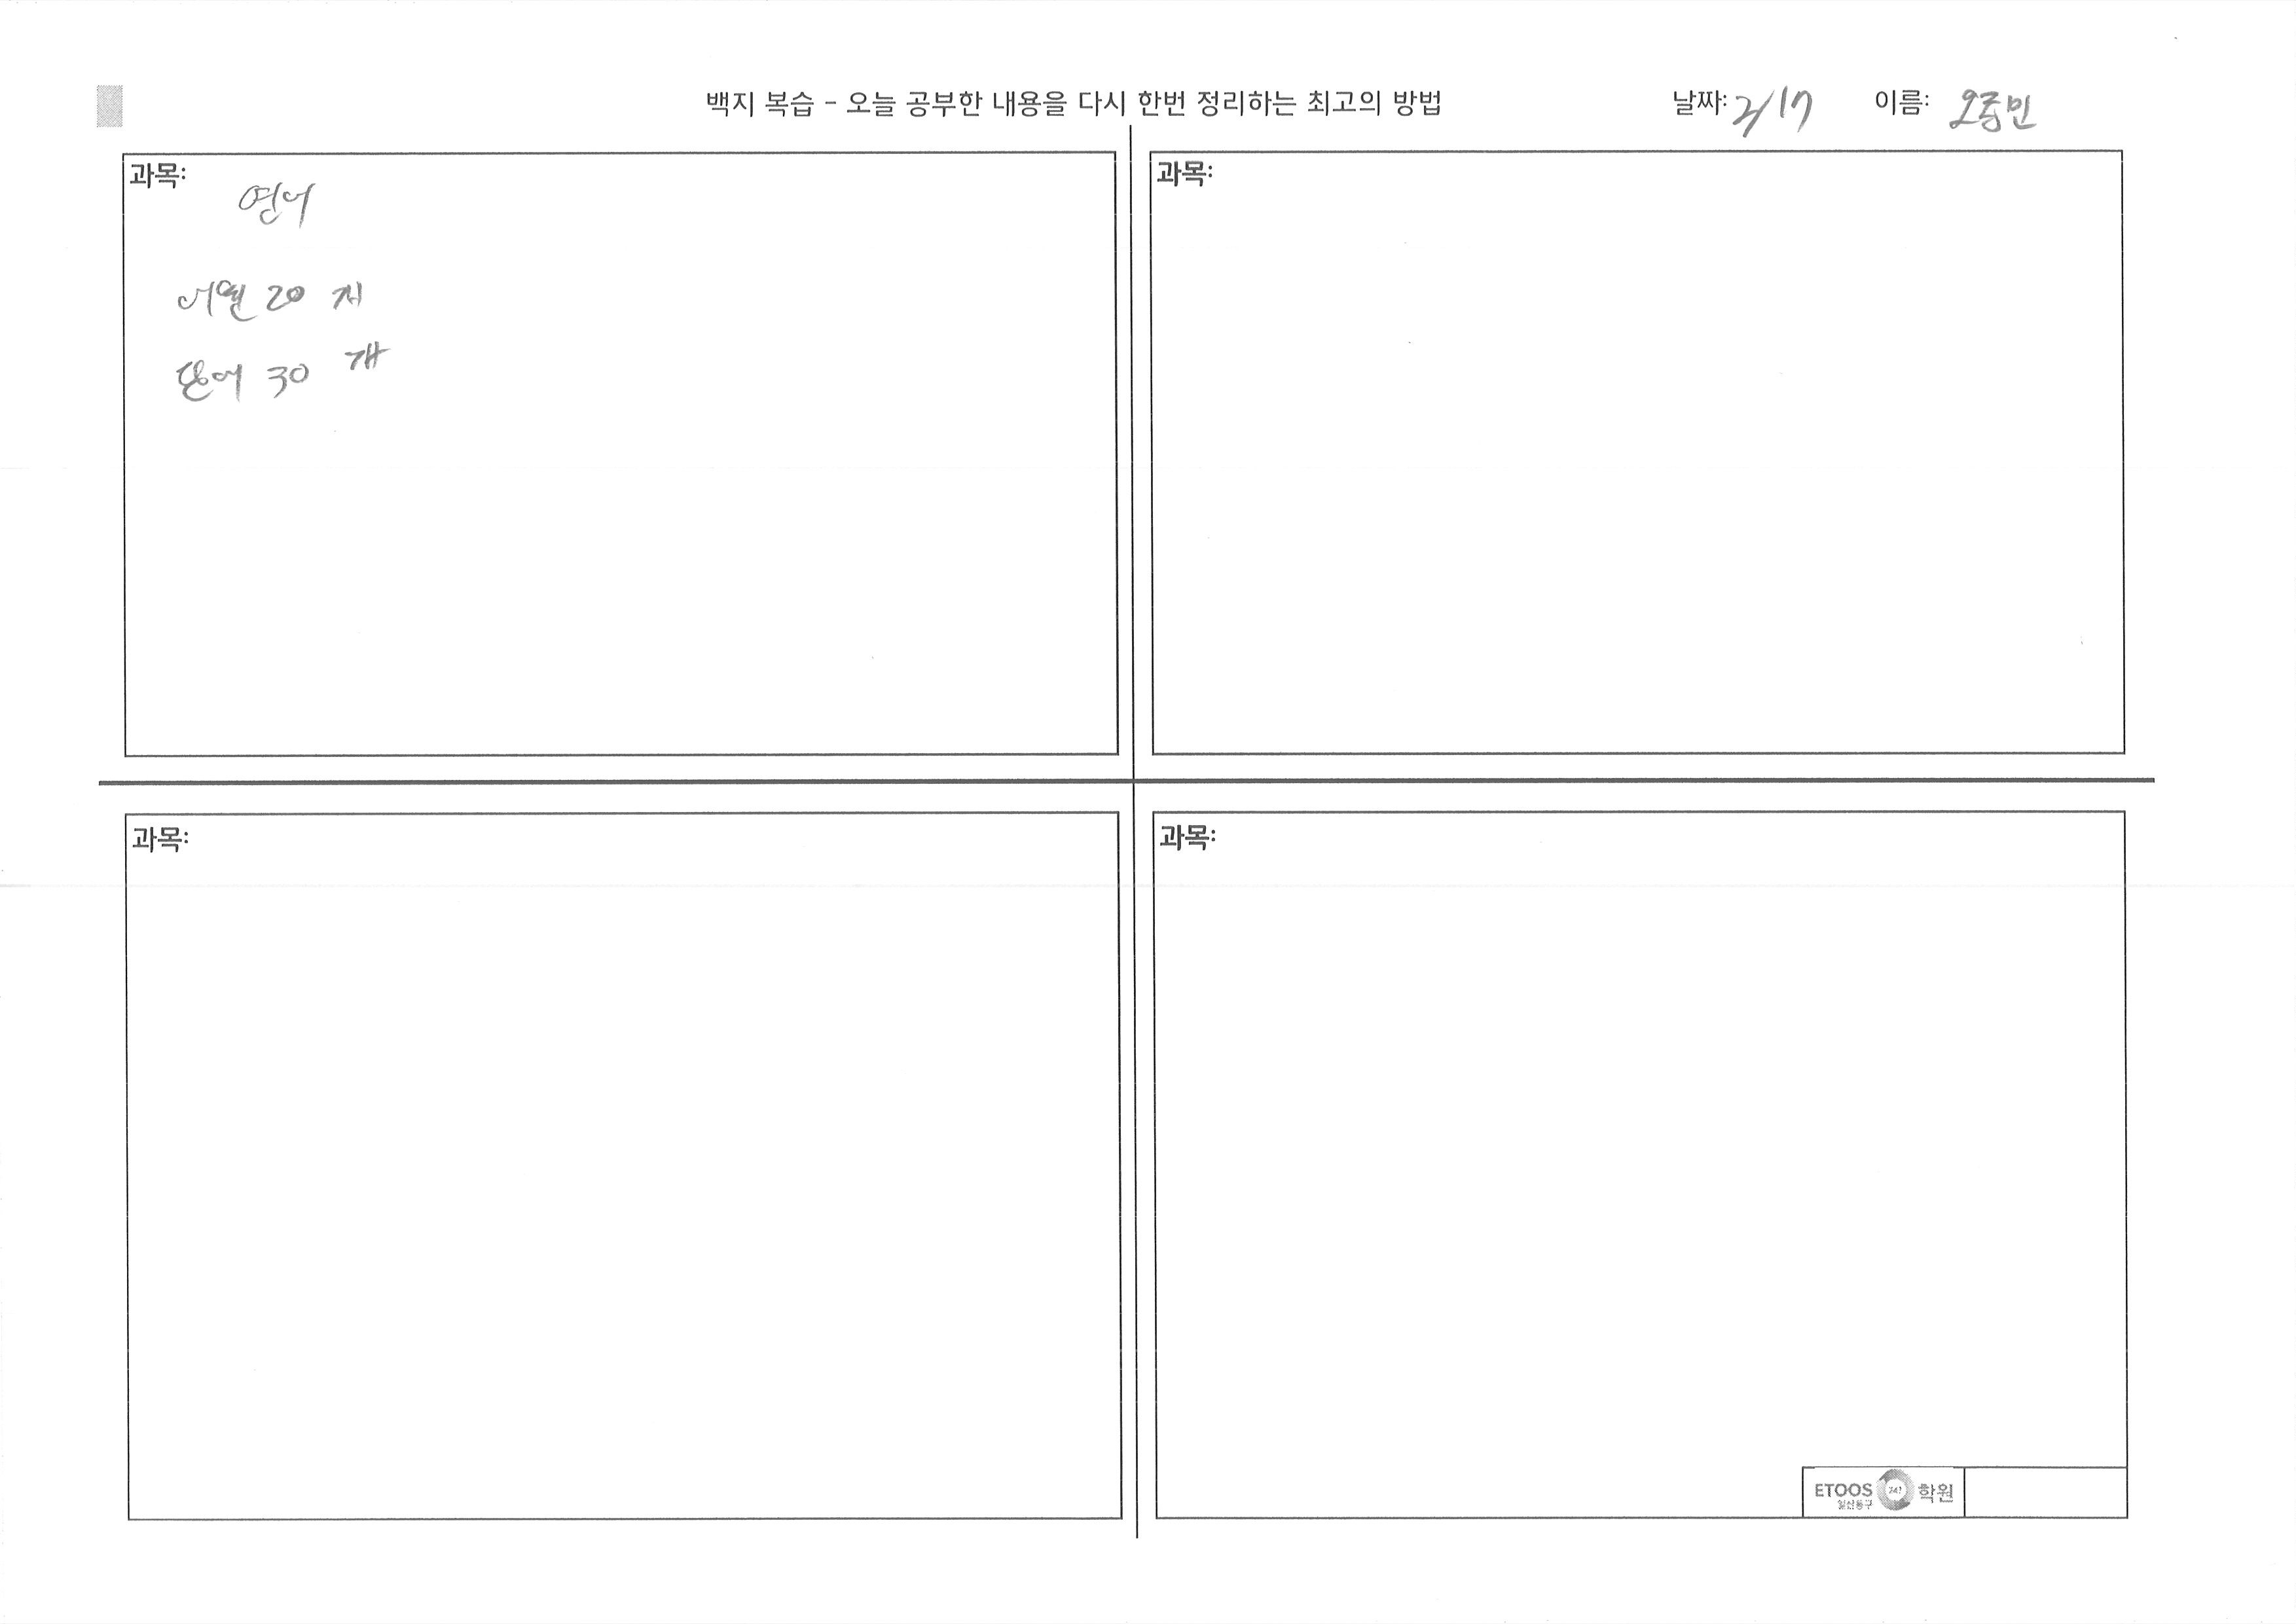 백지 복습 - 오늘 공부한 내용을 다시 한번 정리하는 최고의 방법
날짜: 2/17 이름: 오종민
과목: 영어
어법 20 지
단어 30 개
과목:
과목:
과목:
ETOOS 247 학원
일산동구